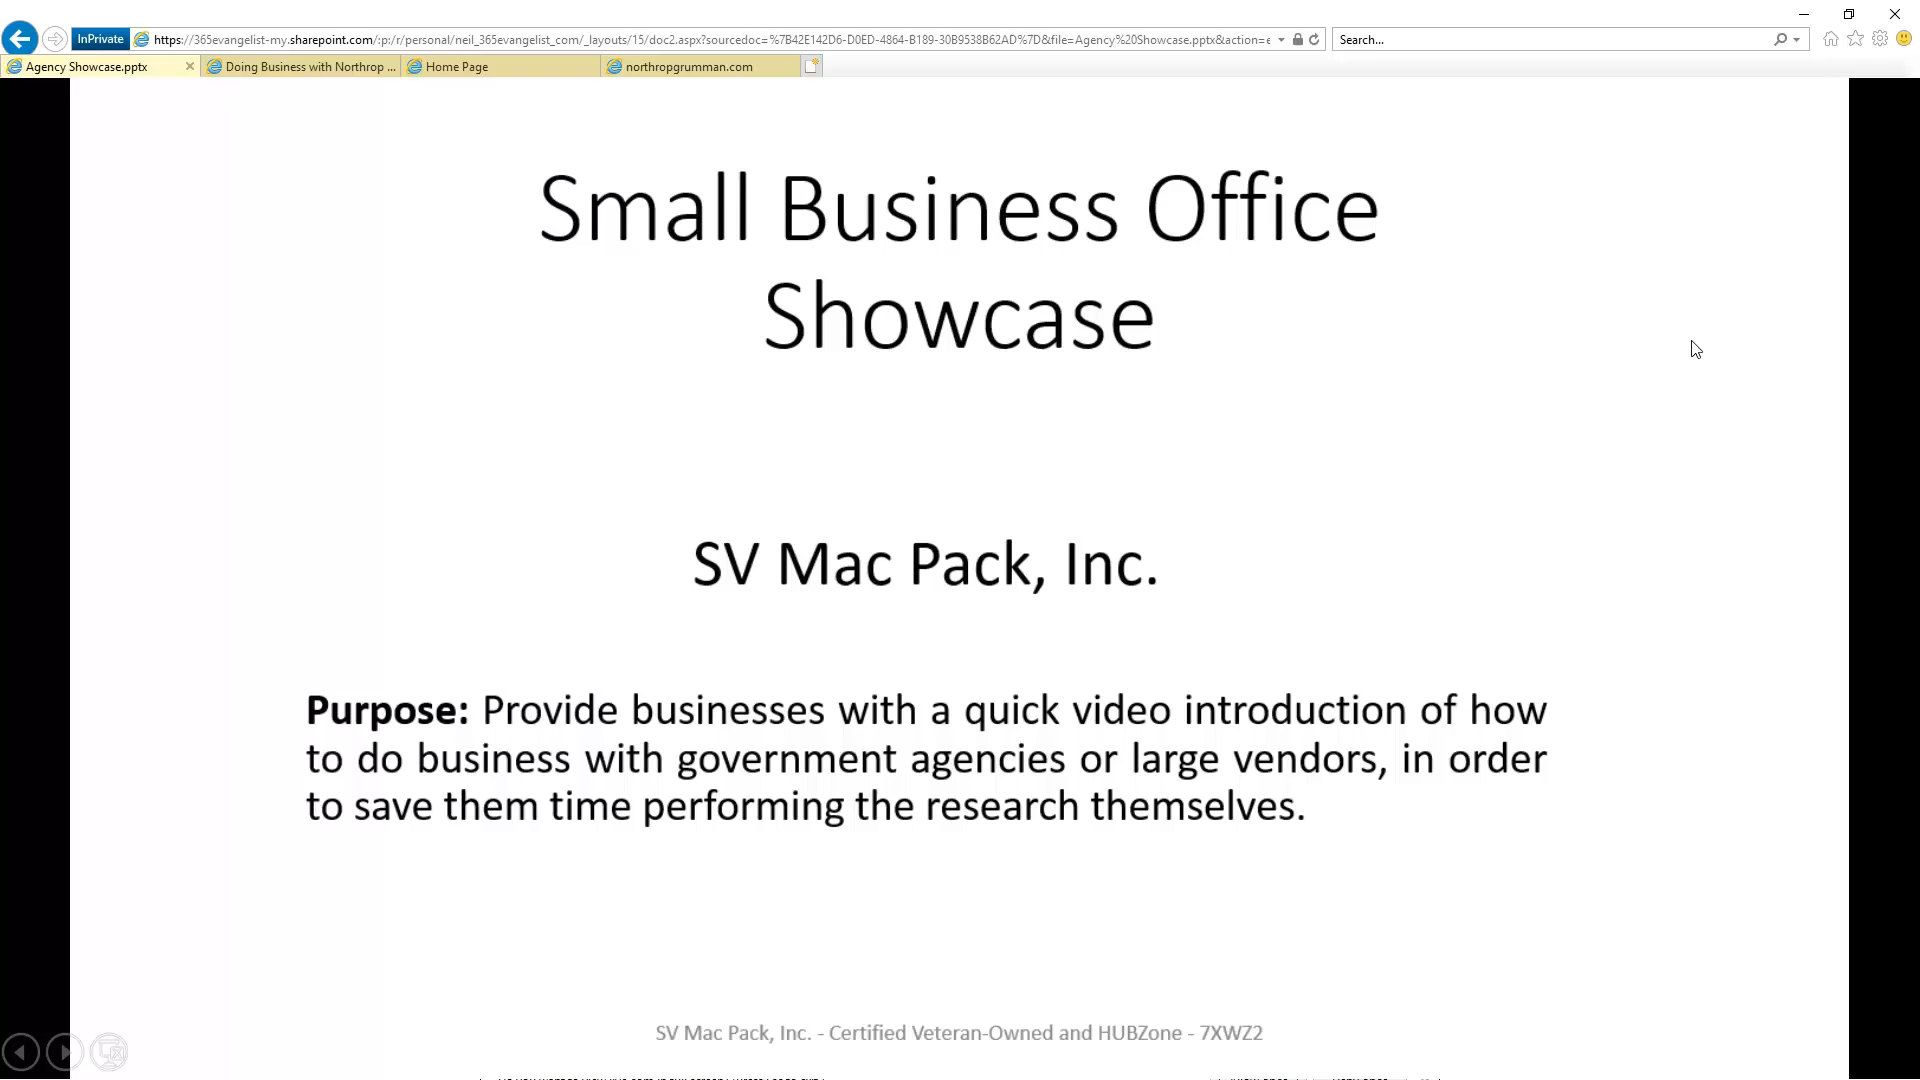 InPrivate
https://365evangelist-my.sharepoint.com/:p:/r/personal/neil_365evangelist_com/_layouts/15/doc2.aspx?sourcedoc=%7B42E142D6-D0ED-4864-B189-30B9538B62AD%7D&file=Agency%20Showcase.pptx&action=e
Search...
Agency Showcase.pptx
Doing Business with Northrop ...
Home Page
northropgrumman.com
Small Business Office
Showcase
SV Mac Pack, Inc.
Purpose: Provide businesses with a quick video introduction of how
to do business with government agencies or large vendors, in order
to save them time performing the research themselves.
SV Mac Pack, Inc. - Certified Veteran-Owned and HUBZone - 7XWZ2